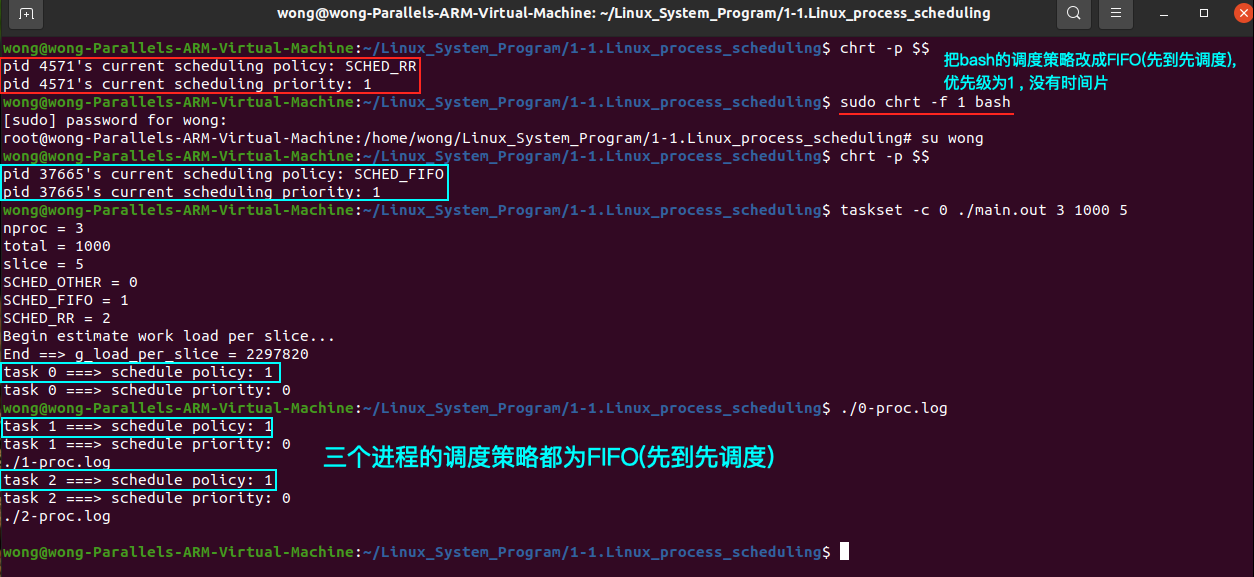 wong@wong-Parallels-ARM-Virtual-Machine: ~/Linux_System_Program/1-1.Linux_process_scheduling
wong@wong-Parallels-ARM-Virtual-Machine:~/Linux_System_Program/1-1.Linux_process_scheduling$ chrt -p $$
pid 4571's current scheduling policy: SCHED_RR
pid 4571's current scheduling priority: 1
把bash的调度策略改成FIFO(先到先调度),
优先级为1，没有时间片
wong@wong-Parallels-ARM-Virtual-Machine:~/Linux_System_Program/1-1.Linux_process_scheduling$ sudo chrt -f 1 bash
[sudo] password for wong:
root@wong-Parallels-ARM-Virtual-Machine:/home/wong/Linux_System_Program/1-1.Linux_process_scheduling# su wong
wong@wong-Parallels-ARM-Virtual-Machine:~/Linux_System_Program/1-1.Linux_process_scheduling$ chrt -p $$
pid 37665's current scheduling policy: SCHED_FIFO
pid 37665's current scheduling priority: 1
wong@wong-Parallels-ARM-Virtual-Machine:~/Linux_System_Program/1-1.Linux_process_scheduling$ taskset -c 0 ./main.out 3 1000 5
nproc = 3
total = 1000
slice = 5
SCHED_OTHER = 0
SCHED_FIFO = 1
SCHED_RR = 2
Begin estimate work load per slice...
End ==> g_load_per_slice = 2297820
task 0 ===> schedule policy: 1
task 0 ===> schedule priority: 0
wong@wong-Parallels-ARM-Virtual-Machine:~/Linux_System_Program/1-1.Linux_process_scheduling$ ./0-proc.log
task 1 ===> schedule policy: 1
task 1 ===> schedule priority: 0
./1-proc.log
三个进程的调度策略都为FIFO(先到先调度)
task 2 ===> schedule policy: 1
task 2 ===> schedule priority: 0
./2-proc.log
wong@wong-Parallels-ARM-Virtual-Machine:~/Linux_System_Program/1-1.Linux_process_scheduling$